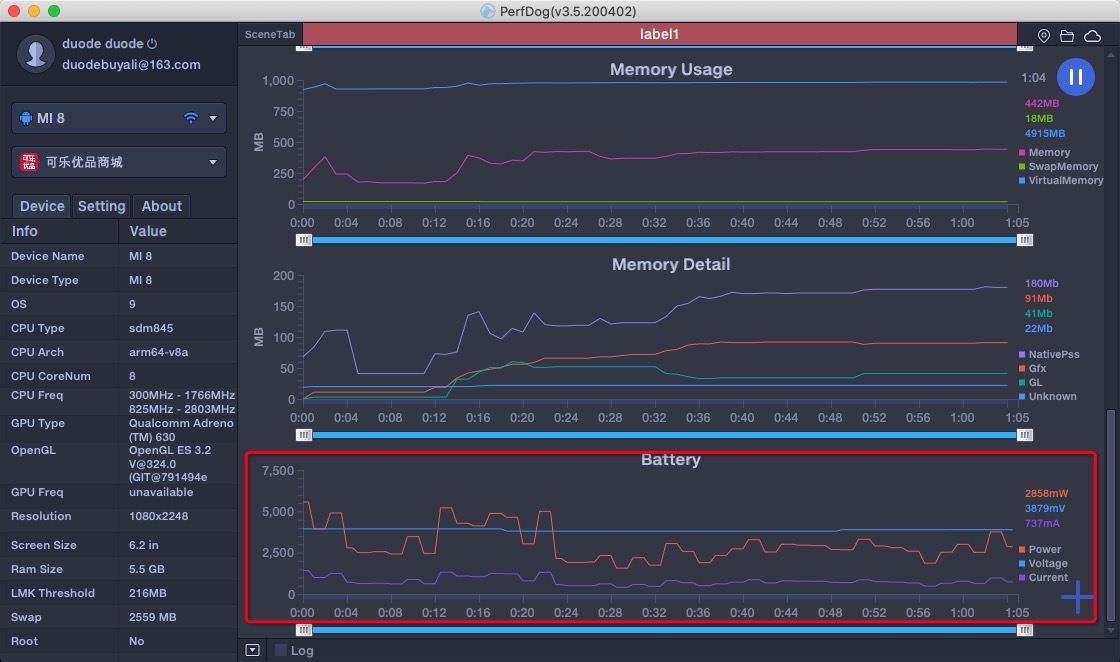 PerfDog(v3.5.200402)
duode duode
duodebuyali@163.com
MI 8
可乐优品商城
Device Setting About
Info Value
Device Name MI 8
Device Type MI 8
OS 9
CPU Type sdm845
CPU Arch arm64-v8a
CPU CoreNum 8
CPU Freq 300MHz - 1766MHz
825MHz - 2803MHz
GPU Type Qualcomm Adreno
(TM) 630
OpenGL OpenGL ES 3.2
V@324.0
(GIT@791494e
GPU Freq unavailable
Resolution 1080x2248
Screen Size 6.2 in
Ram Size 5.5 GB
LMK Threshold 216MB
Swap 2559 MB
Root No
SceneTab label1
Memory Usage
1:04
MB
1,000
750
500
250
0
0:00 0:04 0:08 0:12 0:16 0:20 0:24 0:28 0:32 0:36 0:40 0:44 0:48 0:52 0:56 1:00 1:05
442MB
18MB
4915MB
Memory
SwapMemory
VirtualMemory
Memory Detail
MB
200
150
100
50
0
0:00 0:04 0:08 0:12 0:16 0:20 0:24 0:28 0:32 0:36 0:40 0:44 0:48 0:52 0:56 1:00 1:05
180Mb
91Mb
41Mb
22Mb
NativePss
Gfx
GL
Unknown
Battery
7,500
5,000
2,500
0
0:00 0:04 0:08 0:12 0:16 0:20 0:24 0:28 0:32 0:36 0:40 0:44 0:48 0:52 0:56 1:00 1:05
2858mW
3879mV
737mA
Power
Voltage
Current
Log